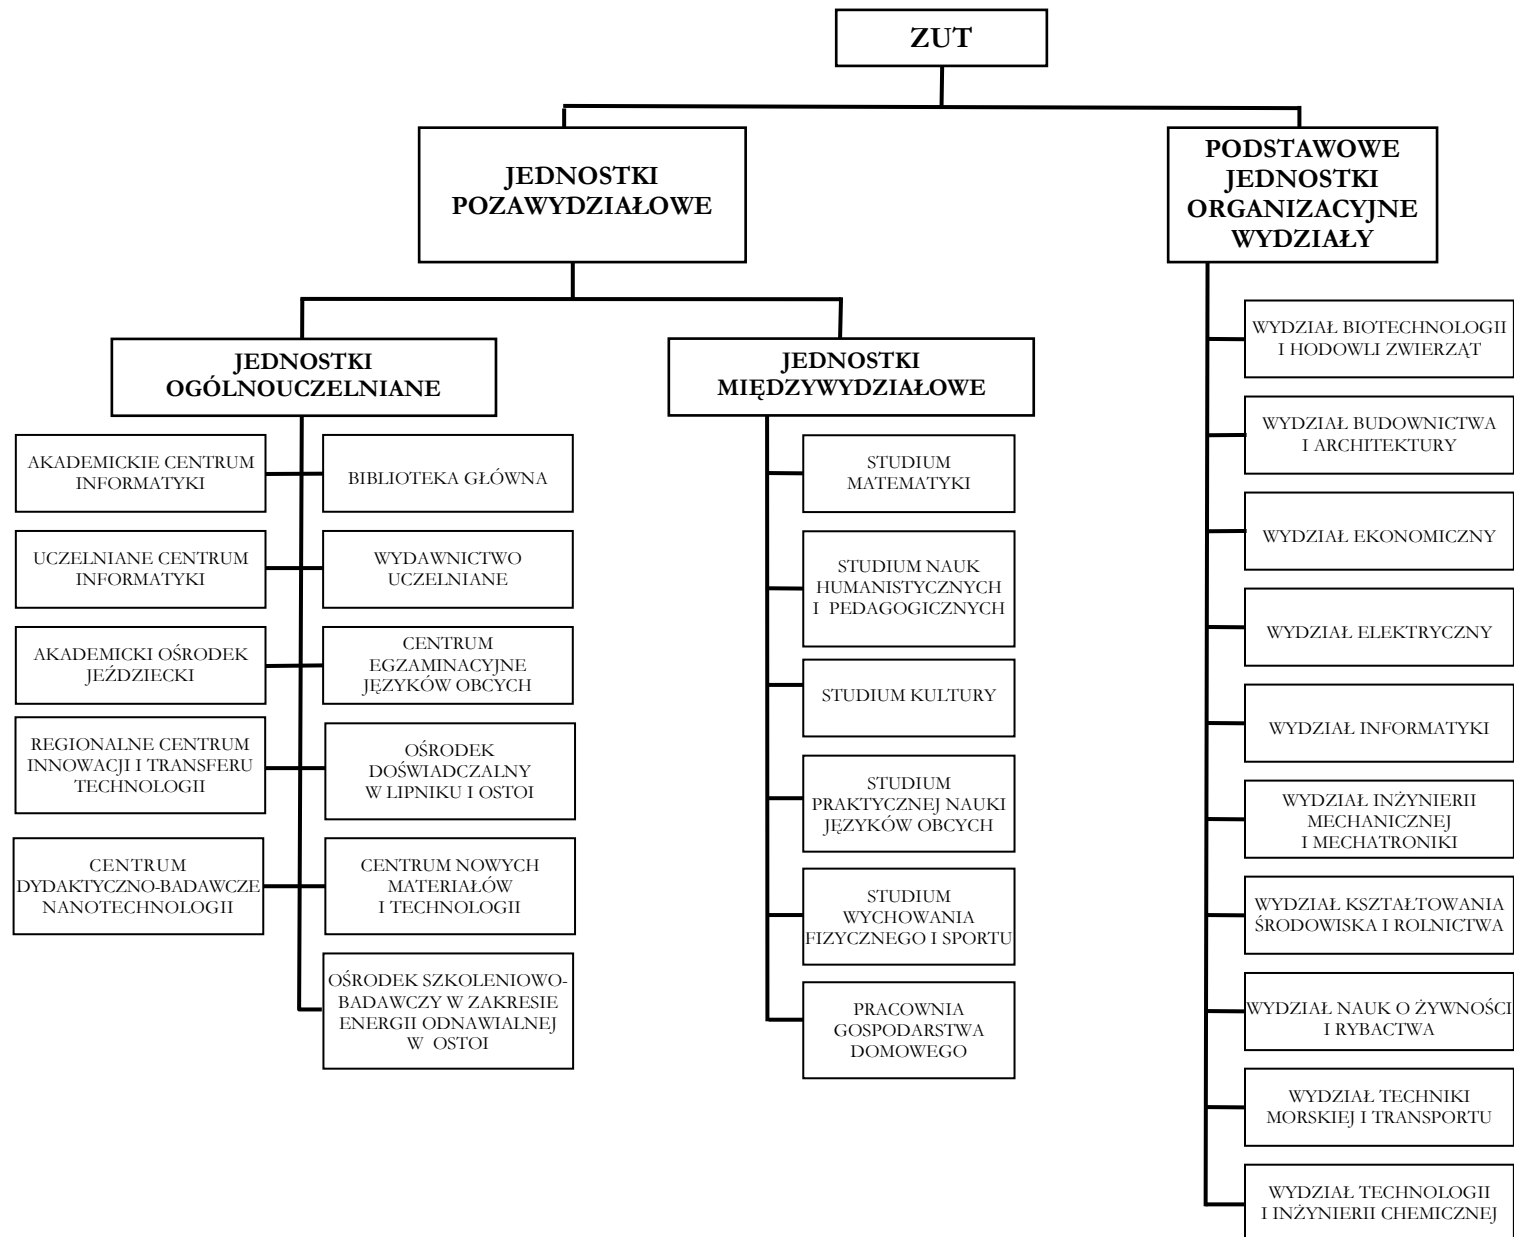 ZUT
JEDNOSTKI
POZAWYDZIAŁOWE
PODSTAWOWE
JEDNOSTKI
ORGANIZACYJNE
WYDZIAŁY
JEDNOSTKI
OGÓLNOUCZELNIANE
AKADEMICKIE CENTRUM
INFORMATYKI
BIBLIOTEKA GŁÓWNA
UCZELNIANE CENTRUM
INFORMATYKI
WYDAWNICTWO
UCZELNIANE
AKADEMICKI OŚRODEK
JEŹDZIECKI
CENTRUM
EGZAMINACYJNE
JĘZYKÓW OBCYCH
REGIONALNE CENTRUM
INNOWACJI I TRANSFERU
TECHNOLOGII
OŚRODEK
DOŚWIADCZALNY
W LIPNIKU I OSTOI
CENTRUM
DYDAKTYCZNO-BADAWCZE
NANOTECHNOLOGII
CENTRUM NOWYCH
MATERIAŁÓW
I TECHNOLOGII
OŚRODEK SZKOLENIOWO-
BADAWCZY W ZAKRESIE
ENERGII ODNAWIALNEJ
W OSTOI
JEDNOSTKI
MIĘDZYWYDZIAŁOWE
STUDIUM
MATEMATYKI
STUDIUM NAUK
HUMANISTYCZNYCH
I PEDAGOGICZNYCH
STUDIUM KULTURY
STUDIUM
PRAKTYCZNEJ NAUKI
JĘZYKÓW OBCYCH
STUDIUM
WYCHOWANIA
FIZYCZNEGO I SPORTU
PRACOWNIA
GOSPODARSTWA
DOMOWEGO
WYDZIAŁ BIOTECHNOLOGII
I HODOWLI ZWIERZĄT
WYDZIAŁ BUDOWNICTWA
I ARCHITEKTURY
WYDZIAŁ EKONOMICZNY
WYDZIAŁ ELEKTRYCZNY
WYDZIAŁ INFORMATYKI
WYDZIAŁ INŻYNIERII
MECHANICZNEJ
I MECHATRONIKI
WYDZIAŁ KSZTAŁTOWANIA
ŚRODOWISKA I ROLNICTWA
WYDZIAŁ NAUK O ŻYWNOŚCI
I RYBACTWA
WYDZIAŁ TECHNIKI
MORSKIEJ I TRANSPORTU
WYDZIAŁ TECHNOLOGII
I INŻYNIERII CHEMICZNEJ